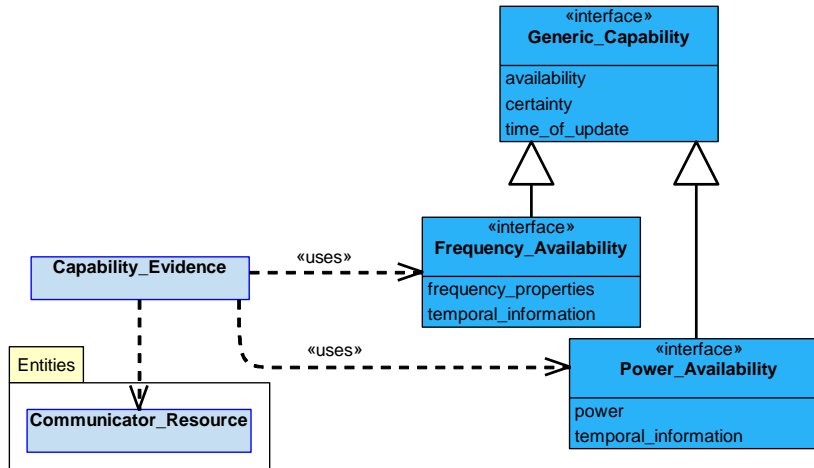 «interface»
Generic_Capability
availability
certainty
time_of_update
«interface»
Frequency_Availability
frequency_properties
temporal_information
Capability_Evidence
«uses»
«uses»
«interface»
Power_Availability
power
temporal_information
Entities
Communicator_Resource